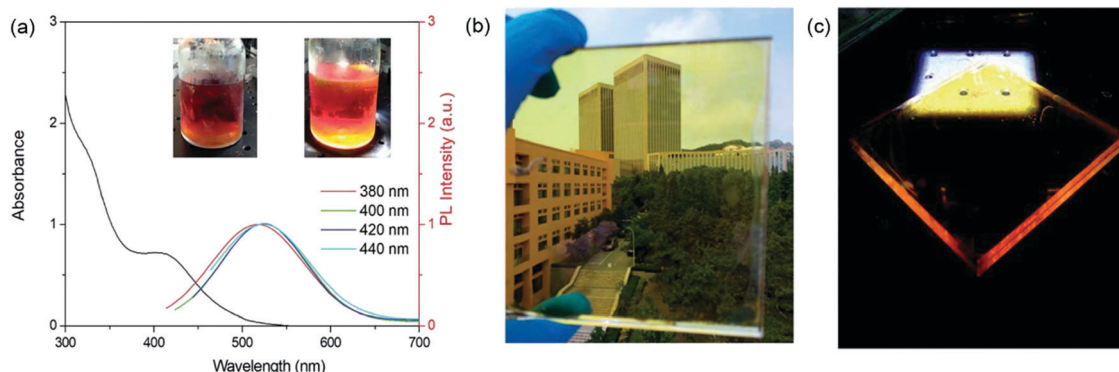 (a)
3
2
1
0
Absorbance
300
400
500
600
700
Wavelength (nm)
3
2
1
0
PL Intensity (a.u.)
380 nm
400 nm
420 nm
440 nm
(b)
(c)